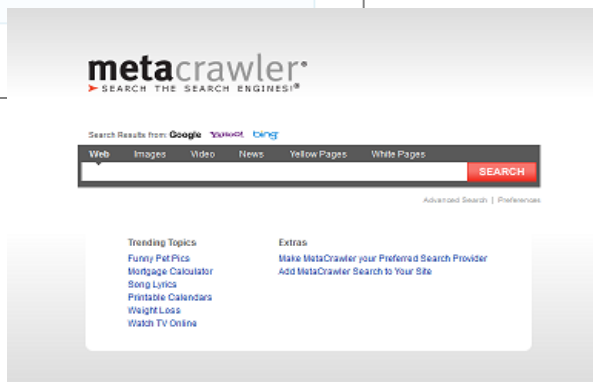 metacrawler
SEARCH THE SEARCH ENGINES!®
Search Results from: Google YAHOO! bing
Web Images Video News Yellow Pages White Pages
SEARCH
Advanced Search | Preferences
Trending Topics
Funny Pet Pics
Mortgage Calculator
Song Lyrics
Printable Calendars
Weight Loss
Watch TV Online
Extras
Make MetaCrawler your Preferred Search Provider
Add MetaCrawler Search to Your Site